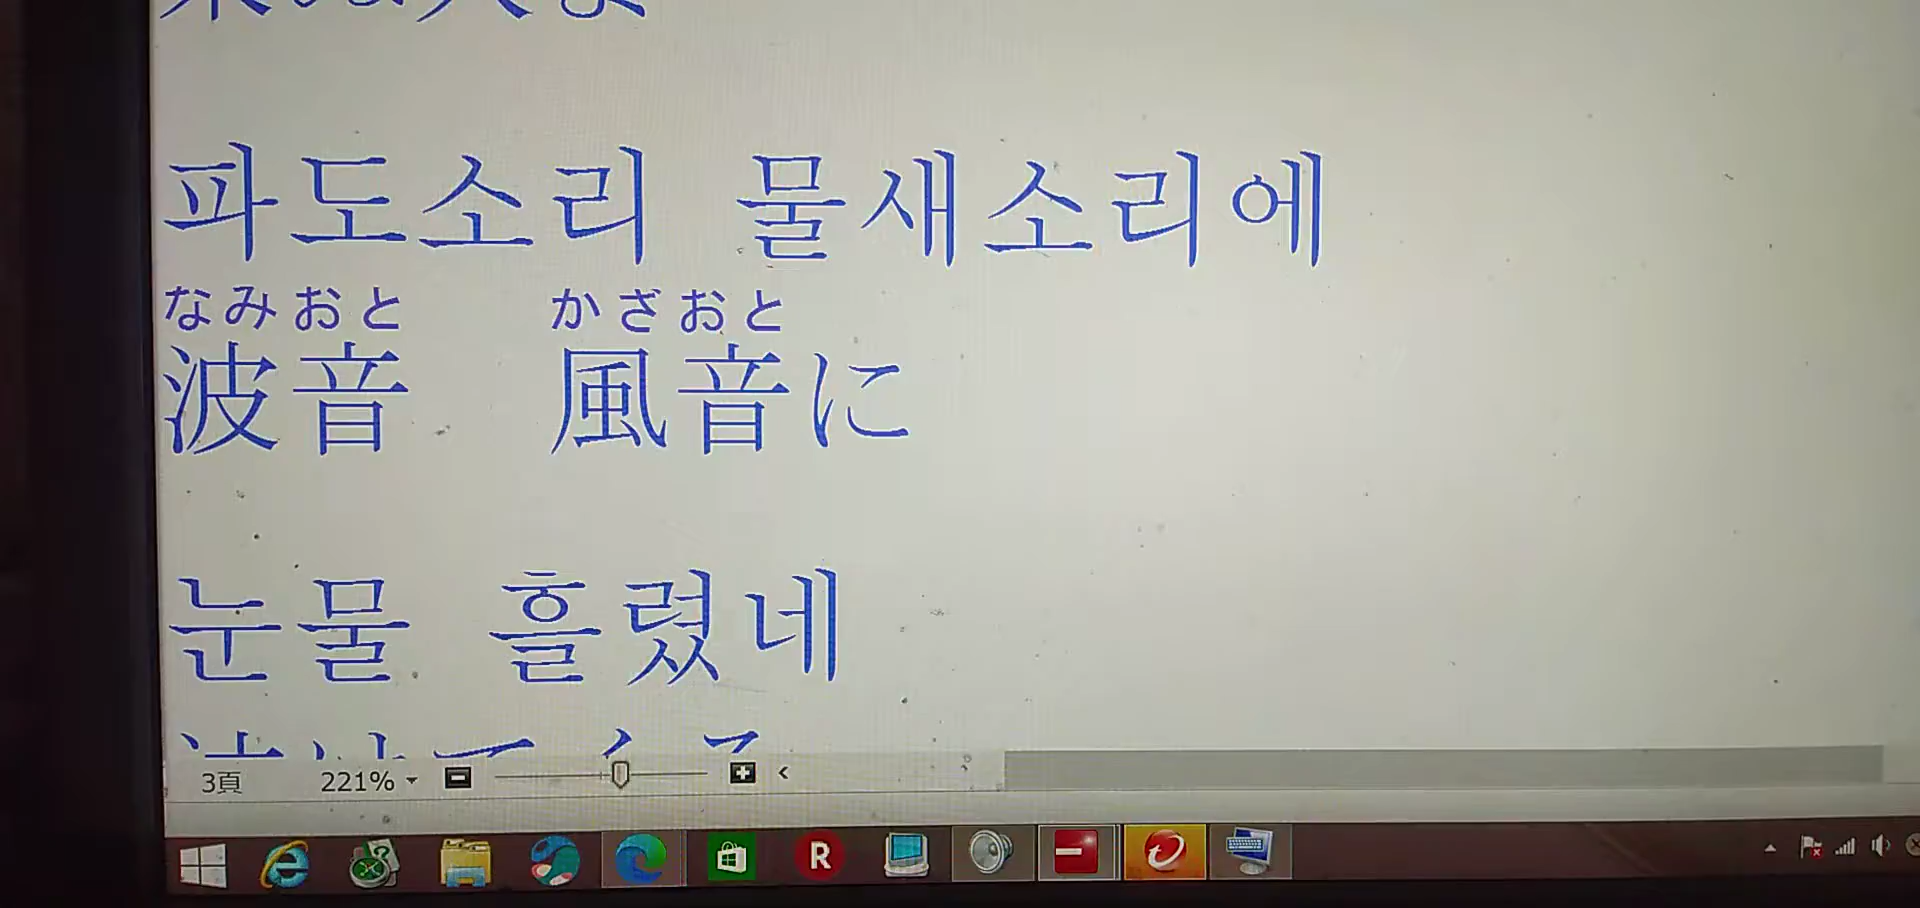 파도소리 물새소리에
なみおと かざおと
波音 風音に
눈물 흘렸네
3頁 221%
R